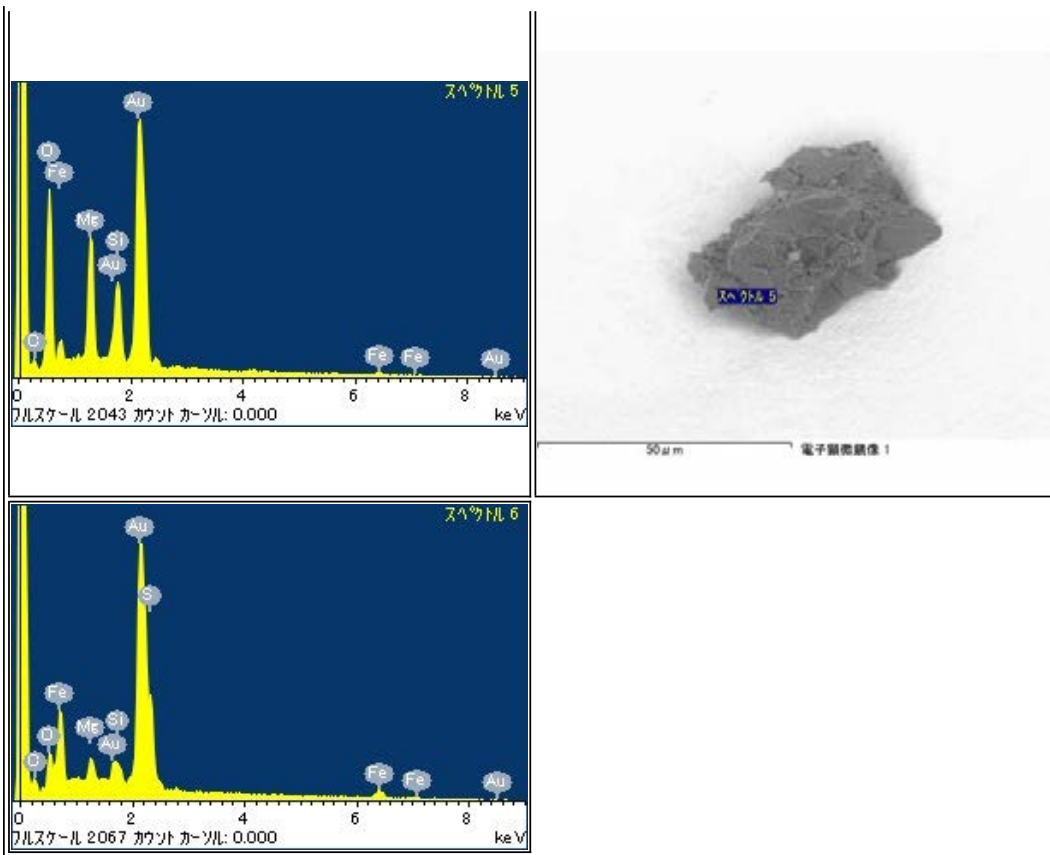 スペクトル 5
Au
O
Fe
Mg
Si
Au
C
Fe
Fe
Au
0 2 4 6 8
フルスケール 2043 カウント カーソル: 0.000 keV
スペクトル 5
50μm 電子顕微鏡像 1
スペクトル 6
Au
S
Fe
Mg
Si
O
Au
C
Fe
Fe
Au
0 2 4 6 8
フルスケール 2067 カウント カーソル: 0.000 keV